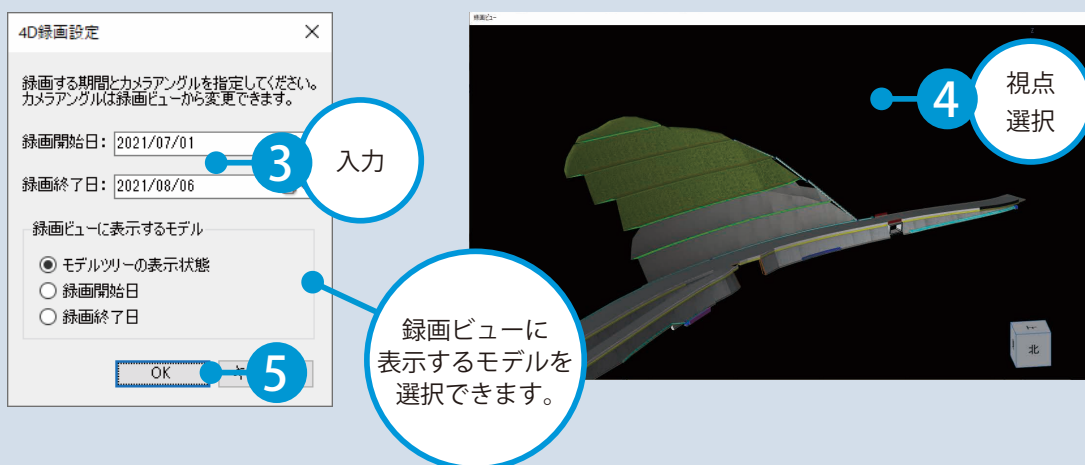 4D録画設定
録画する期間とカメラアングルを指定してください。
カメラアングルは録画ビューから変更できます。
録画開始日: 2021/07/01
録画終了日: 2021/08/06
3
入力
録画ビューに表示するモデル
モデルツリーの表示状態
録画開始日
録画終了日
OK
5
録画ビューに
表示するモデルを
選択できます。
録画ビュー
4
視点
選択
北